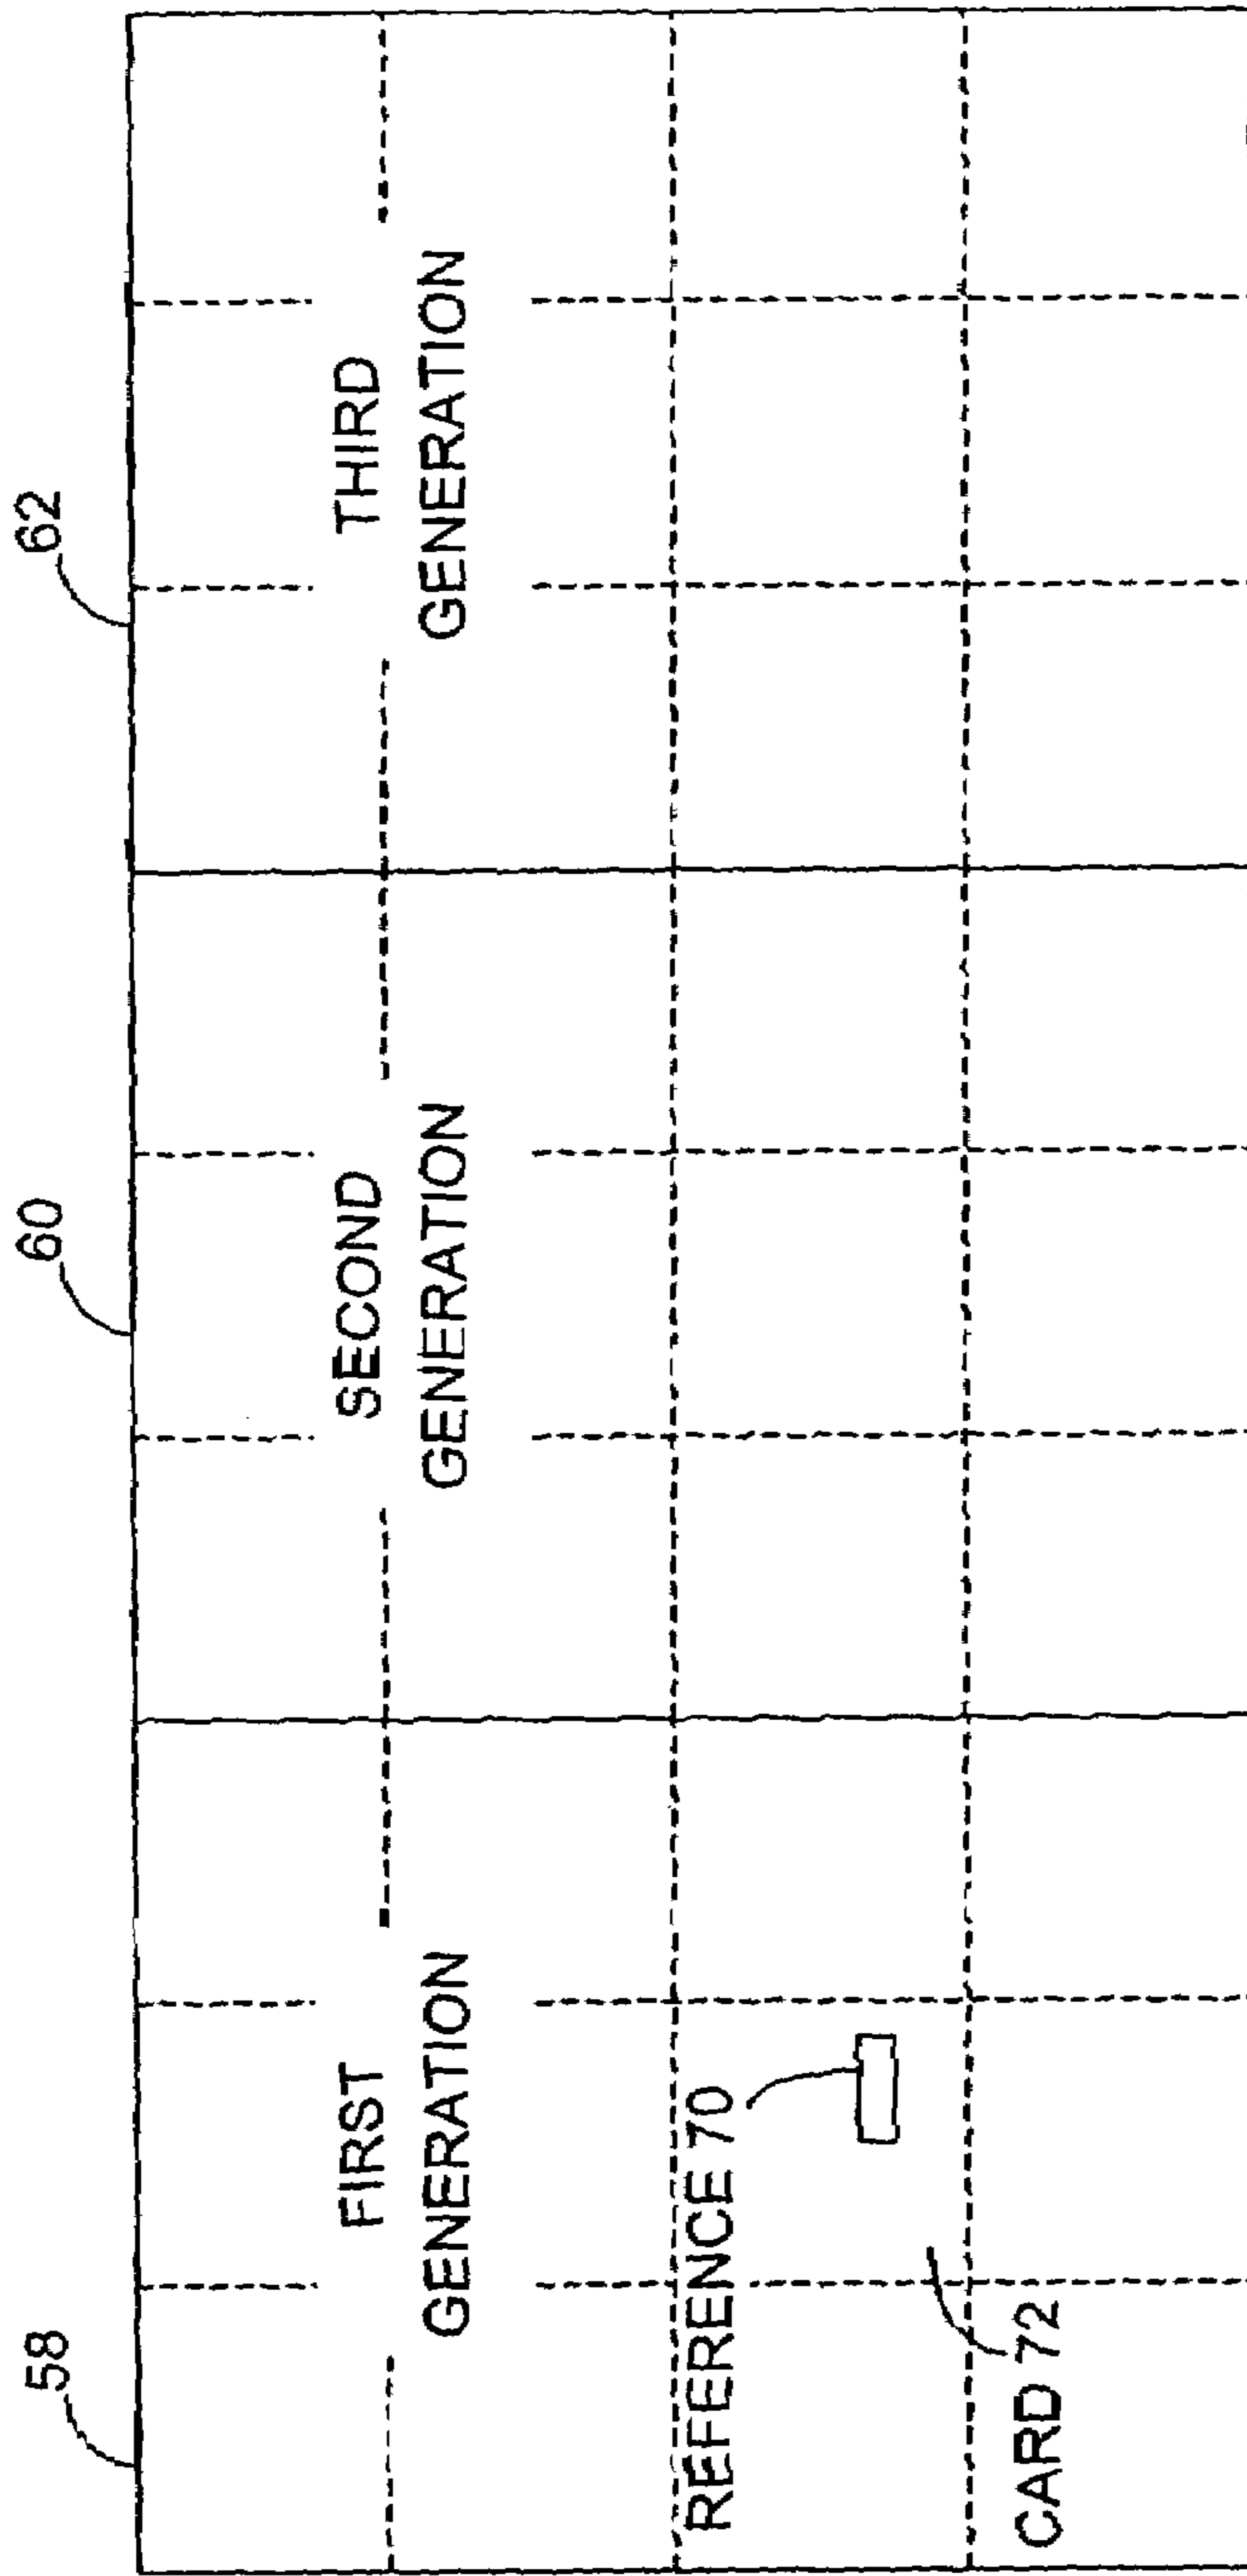 58
60
62
FIRST
GENERATION
SECOND
GENERATION
THIRD
GENERATION
REFERENCE 70
CARD 72